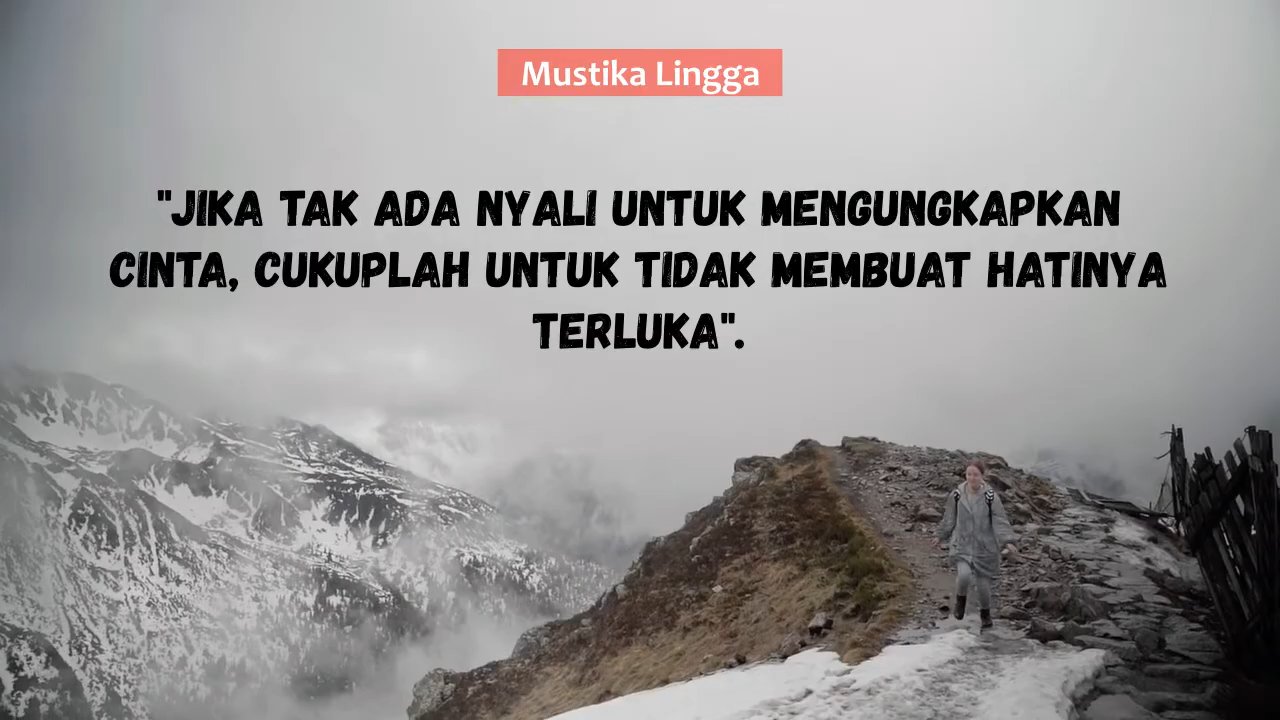 Mustika Lingga
"JIKA TAK ADA NYALI UNTUK MENGUNGKAPKAN
CINTA, CUKUPLAH UNTUK TIDAK MEMBUAT HATINYA
TERLUKA".